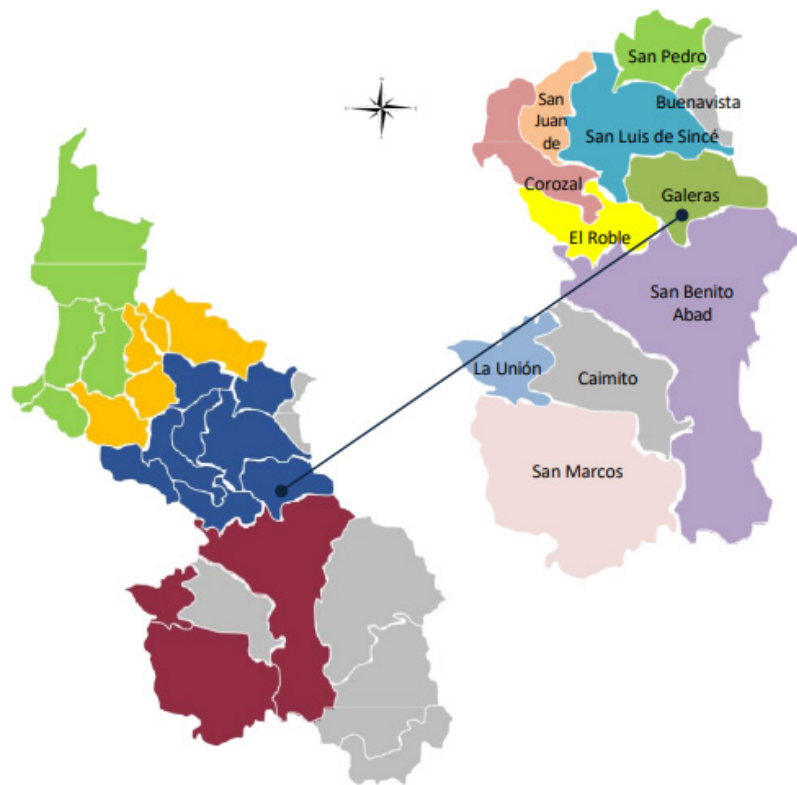 San Pedro
Buenavista
San
Juan
de
San Luis de Sincé
Corozal
Galeras
El Roble
San Benito
Abad
La Unión
Caimito
San Marcos